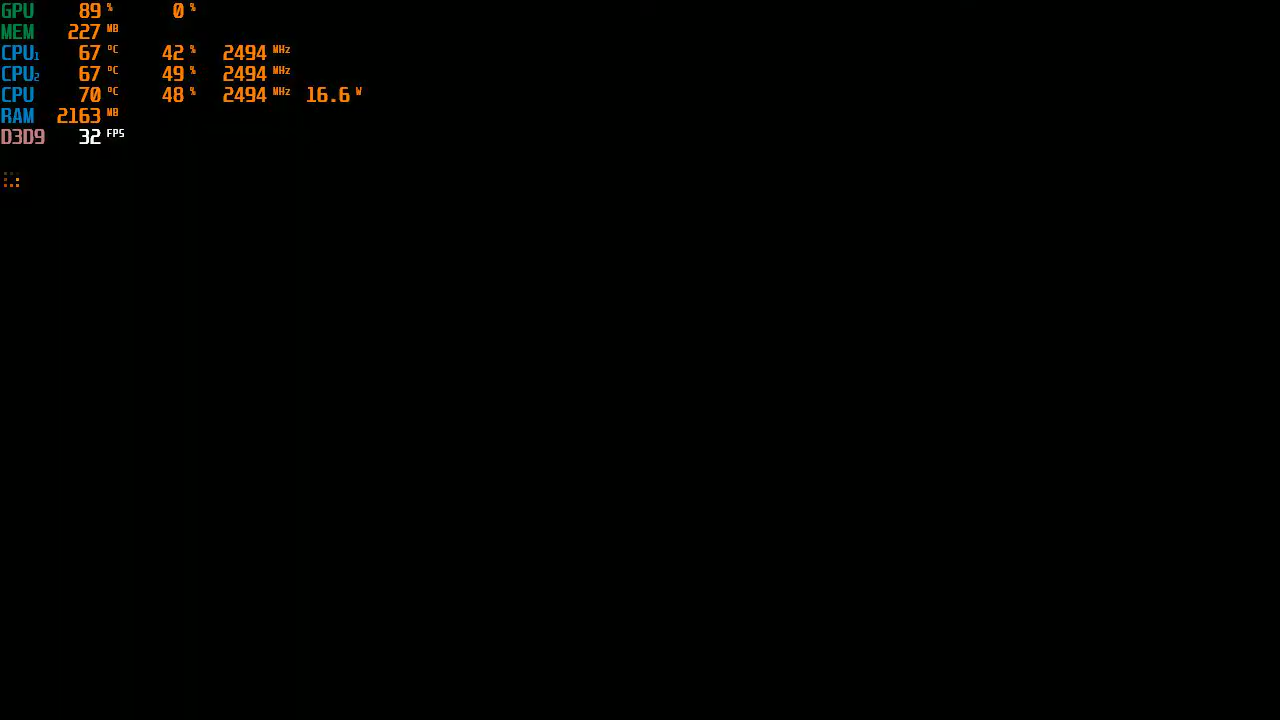 GPU 89 % 0 %
MEM 227 MB
CPU1 67 °C 42 % 2494 MHz
CPU2 67 °C 49 % 2494 MHz
CPU 70 °C 48 % 2494 MHz 16.6 W
RAM 2163 MB
D3D9 32 FPS